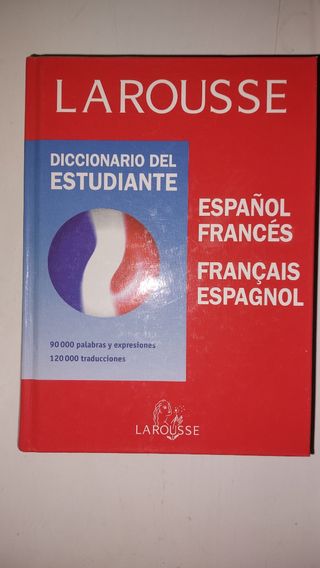 LAROUSSE
DICCIONARIO DEL
ESTUDIANTE
ESPAÑOL
FRANCÉS
FRANÇAIS
ESPAGNOL
90 000 palabras y expresiones
120 000 traducciones
LAROUSSE